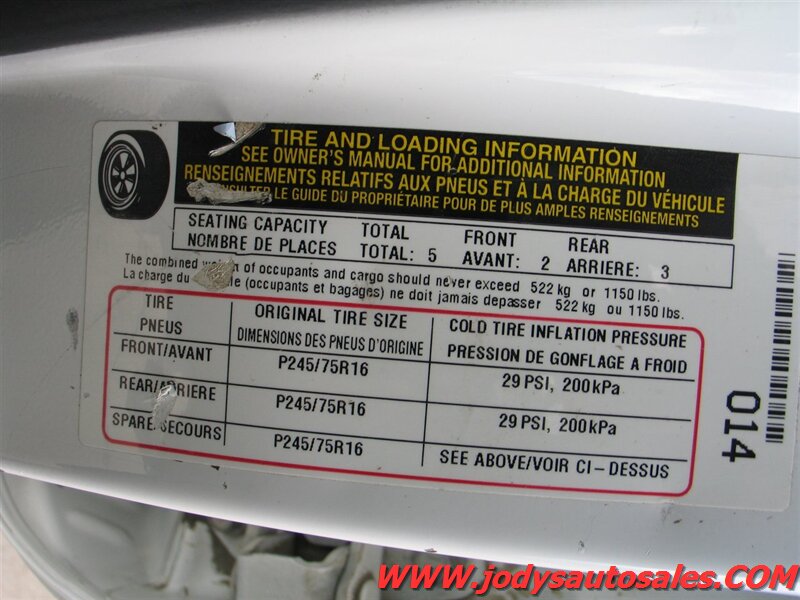 TIRE AND LOADING INFORMATION
SEE OWNER'S MANUAL FOR ADDITIONAL INFORMATION
RENSEIGNEMENTS RELATIFS AUX PNEUS ET À LA CHARGE DU VÉHICULE
LE GUIDE DU PROPRIÉTAIRE POUR DE PLUS AMPLES RENSEIGNEMENTS
SEATING CAPACITY TOTAL FRONT REAR
NOMBRE DE PLACES TOTAL: 5 AVANT: 2 ARRIERE: 3
The combined of occupants and cargo should never exceed 522 kg or 1150 lbs.
La charge du (occupants et bagages) ne doit jamais depasser 522 kg ou 1150 lbs.
TIRE ORIGINAL TIRE SIZE COLD TIRE INFLATION PRESSURE
PNEUS DIMENSIONS DES PNEUS D'ORIGINE PRESSION DE GONFLAGE A FROID
FRONT/AVANT P245/75R16 29 PSI, 200kPa
REAR/ARRIERE P245/75R16 29 PSI, 200kPa
SPARE/SECOURS P245/75R16 SEE ABOVE/VOIR CI-DESSUS
014
WWW.jodysautosales.COM